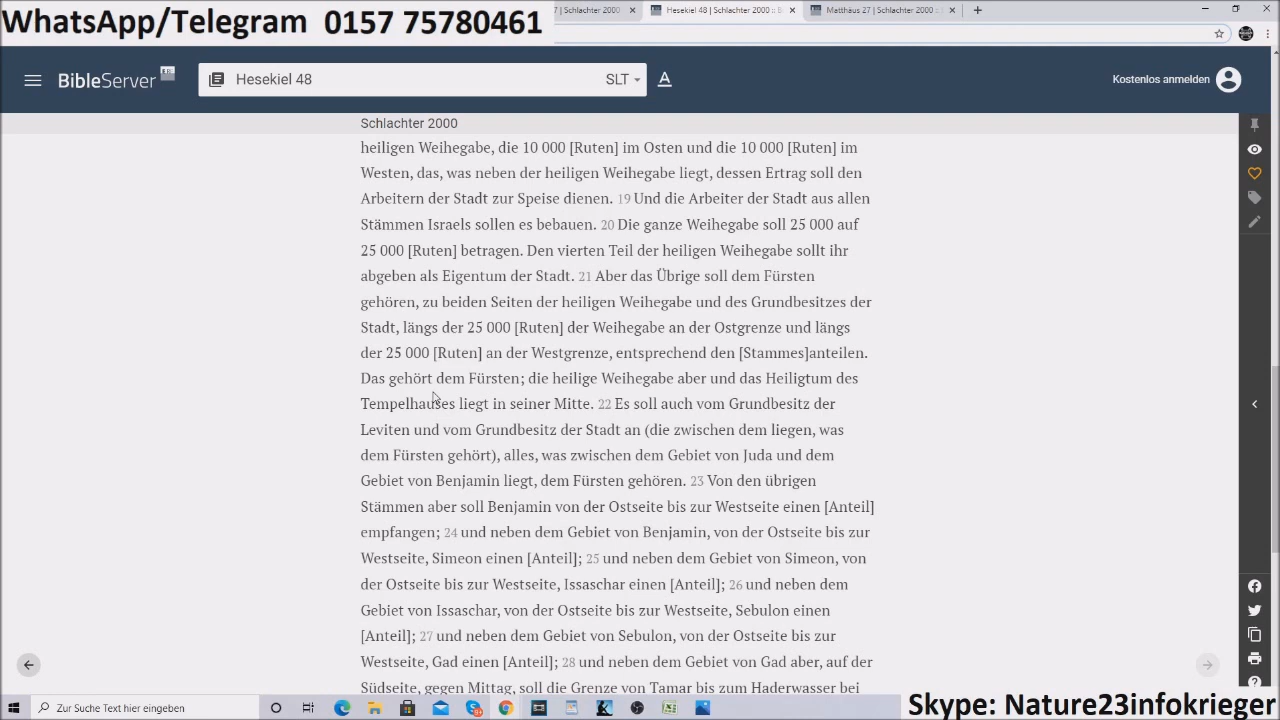 WhatsApp/Telegram 0157 75780461
7 | Schlachter 2000
Hesekiel 48 | Schlachter 2000 ::
Matthäus 27 | Schlachter 2000 ::
BibleServer
Hesekiel 48
SLT
A
Kostenlos anmelden
Schlachter 2000
heiligen Weihegabe, die 10 000 [Ruten] im Osten und die 10 000 [Ruten] im
Westen, das, was neben der heiligen Weihegabe liegt, dessen Ertrag soll den
Arbeitern der Stadt zur Speise dienen. 19 Und die Arbeiter der Stadt aus allen
Stämmen Israels sollen es bebauen. 20 Die ganze Weihegabe soll 25 000 auf
25 000 [Ruten] betragen. Den vierten Teil der heiligen Weihegabe sollt ihr
abgeben als Eigentum der Stadt. 21 Aber das Übrige soll dem Fürsten
gehören, zu beiden Seiten der heiligen Weihegabe und des Grundbesitzes der
Stadt, längs der 25 000 [Ruten] der Weihegabe an der Ostgrenze und längs
der 25 000 [Ruten] an der Westgrenze, entsprechend den [Stammes]anteilen.
Das gehört dem Fürsten; die heilige Weihegabe aber und das Heiligtum des
Tempelhauses liegt in seiner Mitte. 22 Es soll auch vom Grundbesitz der
Leviten und vom Grundbesitz der Stadt an (die zwischen dem liegen, was
dem Fürsten gehört), alles, was zwischen dem Gebiet von Juda und dem
Gebiet von Benjamin liegt, dem Fürsten gehören. 23 Von den übrigen
Stämmen aber soll Benjamin von der Ostseite bis zur Westseite einen [Anteil]
empfangen; 24 und neben dem Gebiet von Benjamin, von der Ostseite bis zur
Westseite, Simeon einen [Anteil]; 25 und neben dem Gebiet von Simeon, von
der Ostseite bis zur Westseite, Issaschar einen [Anteil]; 26 und neben dem
Gebiet von Issaschar, von der Ostseite bis zur Westseite, Sebulon einen
[Anteil]; 27 und neben dem Gebiet von Sebulon, von der Ostseite bis zur
Westseite, Gad einen [Anteil]; 28 und neben dem Gebiet von Gad aber, auf der
Südseite, gegen Mittag, soll die Grenze von Tamar bis zum Haderwasser bei
Zur Suche Text hier eingeben
Skype: Nature23infokrieger